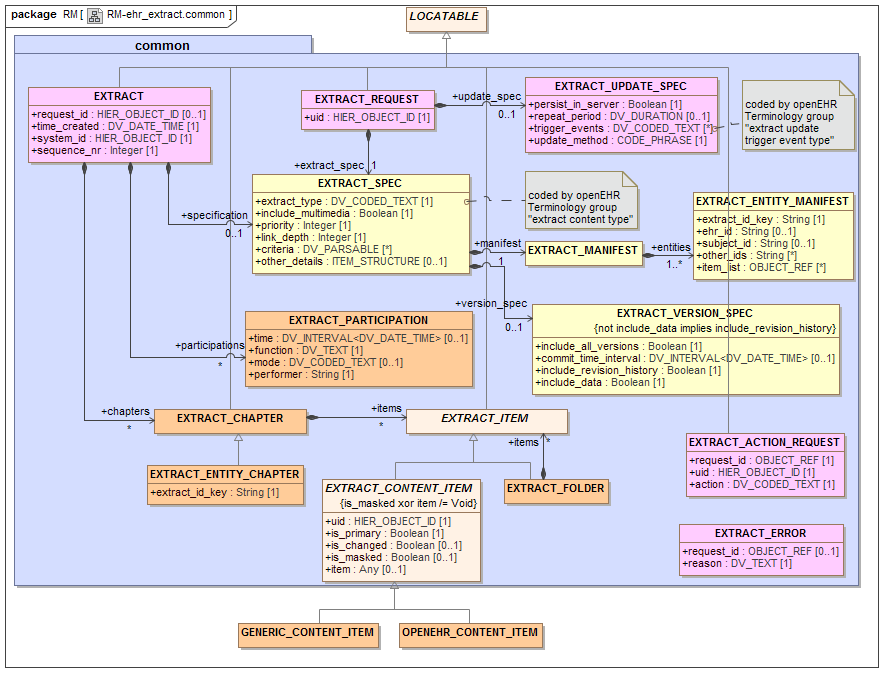 package RM [ RM-ehr_extract.common ]
LOCATABLE
common
EXTRACT
+request_id : HIER_OBJECT_ID [0..1]
+time_created : DV_DATE_TIME [1]
+system_id : HIER_OBJECT_ID [1]
+sequence_nr : Integer [1]
EXTRACT_REQUEST
+uid : HIER_OBJECT_ID [1]
+update_spec
0..1
EXTRACT_UPDATE_SPEC
+persist_in_server : Boolean [1]
+repeat_period : DV_DURATION [0..1]
+trigger_events : DV_CODED_TEXT [*]
+update_method : CODE_PHRASE [1]
coded by openEHR
Terminology group
"extract update
trigger event type"
+extract_spec 1
EXTRACT_SPEC
+extract_type : DV_CODED_TEXT [1]
+include_multimedia : Boolean [1]
+priority : Integer [1]
+link_depth : Integer [1]
+criteria : DV_PARSABLE [*]
+other_details : ITEM_STRUCTURE [0..1]
+specification
0..1
coded by openEHR
Terminology group
"extract content type"
+manifest
1
EXTRACT_MANIFEST
+entities
1..*
EXTRACT_ENTITY_MANIFEST
+extract_id_key : String [1]
+ehr_id : String [0..1]
+subject_id : String [0..1]
+other_ids : String [*]
+item_list : OBJECT_REF [*]
+version_spec
0..1
EXTRACT_VERSION_SPEC
{not include_data implies include_revision_history}
+include_all_versions : Boolean [1]
+commit_time_interval : DV_INTERVAL<DV_DATE_TIME> [0..1]
+include_revision_history : Boolean [1]
+include_data : Boolean [1]
+participations
*
EXTRACT_PARTICIPATION
+time : DV_INTERVAL<DV_DATE_TIME> [0..1]
+function : DV_TEXT [1]
+mode : DV_CODED_TEXT [0..1]
+performer : String [1]
+chapters
*
EXTRACT_CHAPTER
+items
*
EXTRACT_ITEM
+items *
EXTRACT_ENTITY_CHAPTER
+extract_id_key : String [1]
EXTRACT_CONTENT_ITEM
{is_masked xor item /= Void}
+uid : HIER_OBJECT_ID [1]
+is_primary : Boolean [1]
+is_changed : Boolean [0..1]
+is_masked : Boolean [0..1]
+item : Any [0..1]
EXTRACT_FOLDER
EXTRACT_ACTION_REQUEST
+request_id : OBJECT_REF [1]
+uid : HIER_OBJECT_ID [1]
+action : DV_CODED_TEXT [1]
EXTRACT_ERROR
+request_id : OBJECT_REF [0..1]
+reason : DV_TEXT [1]
GENERIC_CONTENT_ITEM
OPENEHR_CONTENT_ITEM